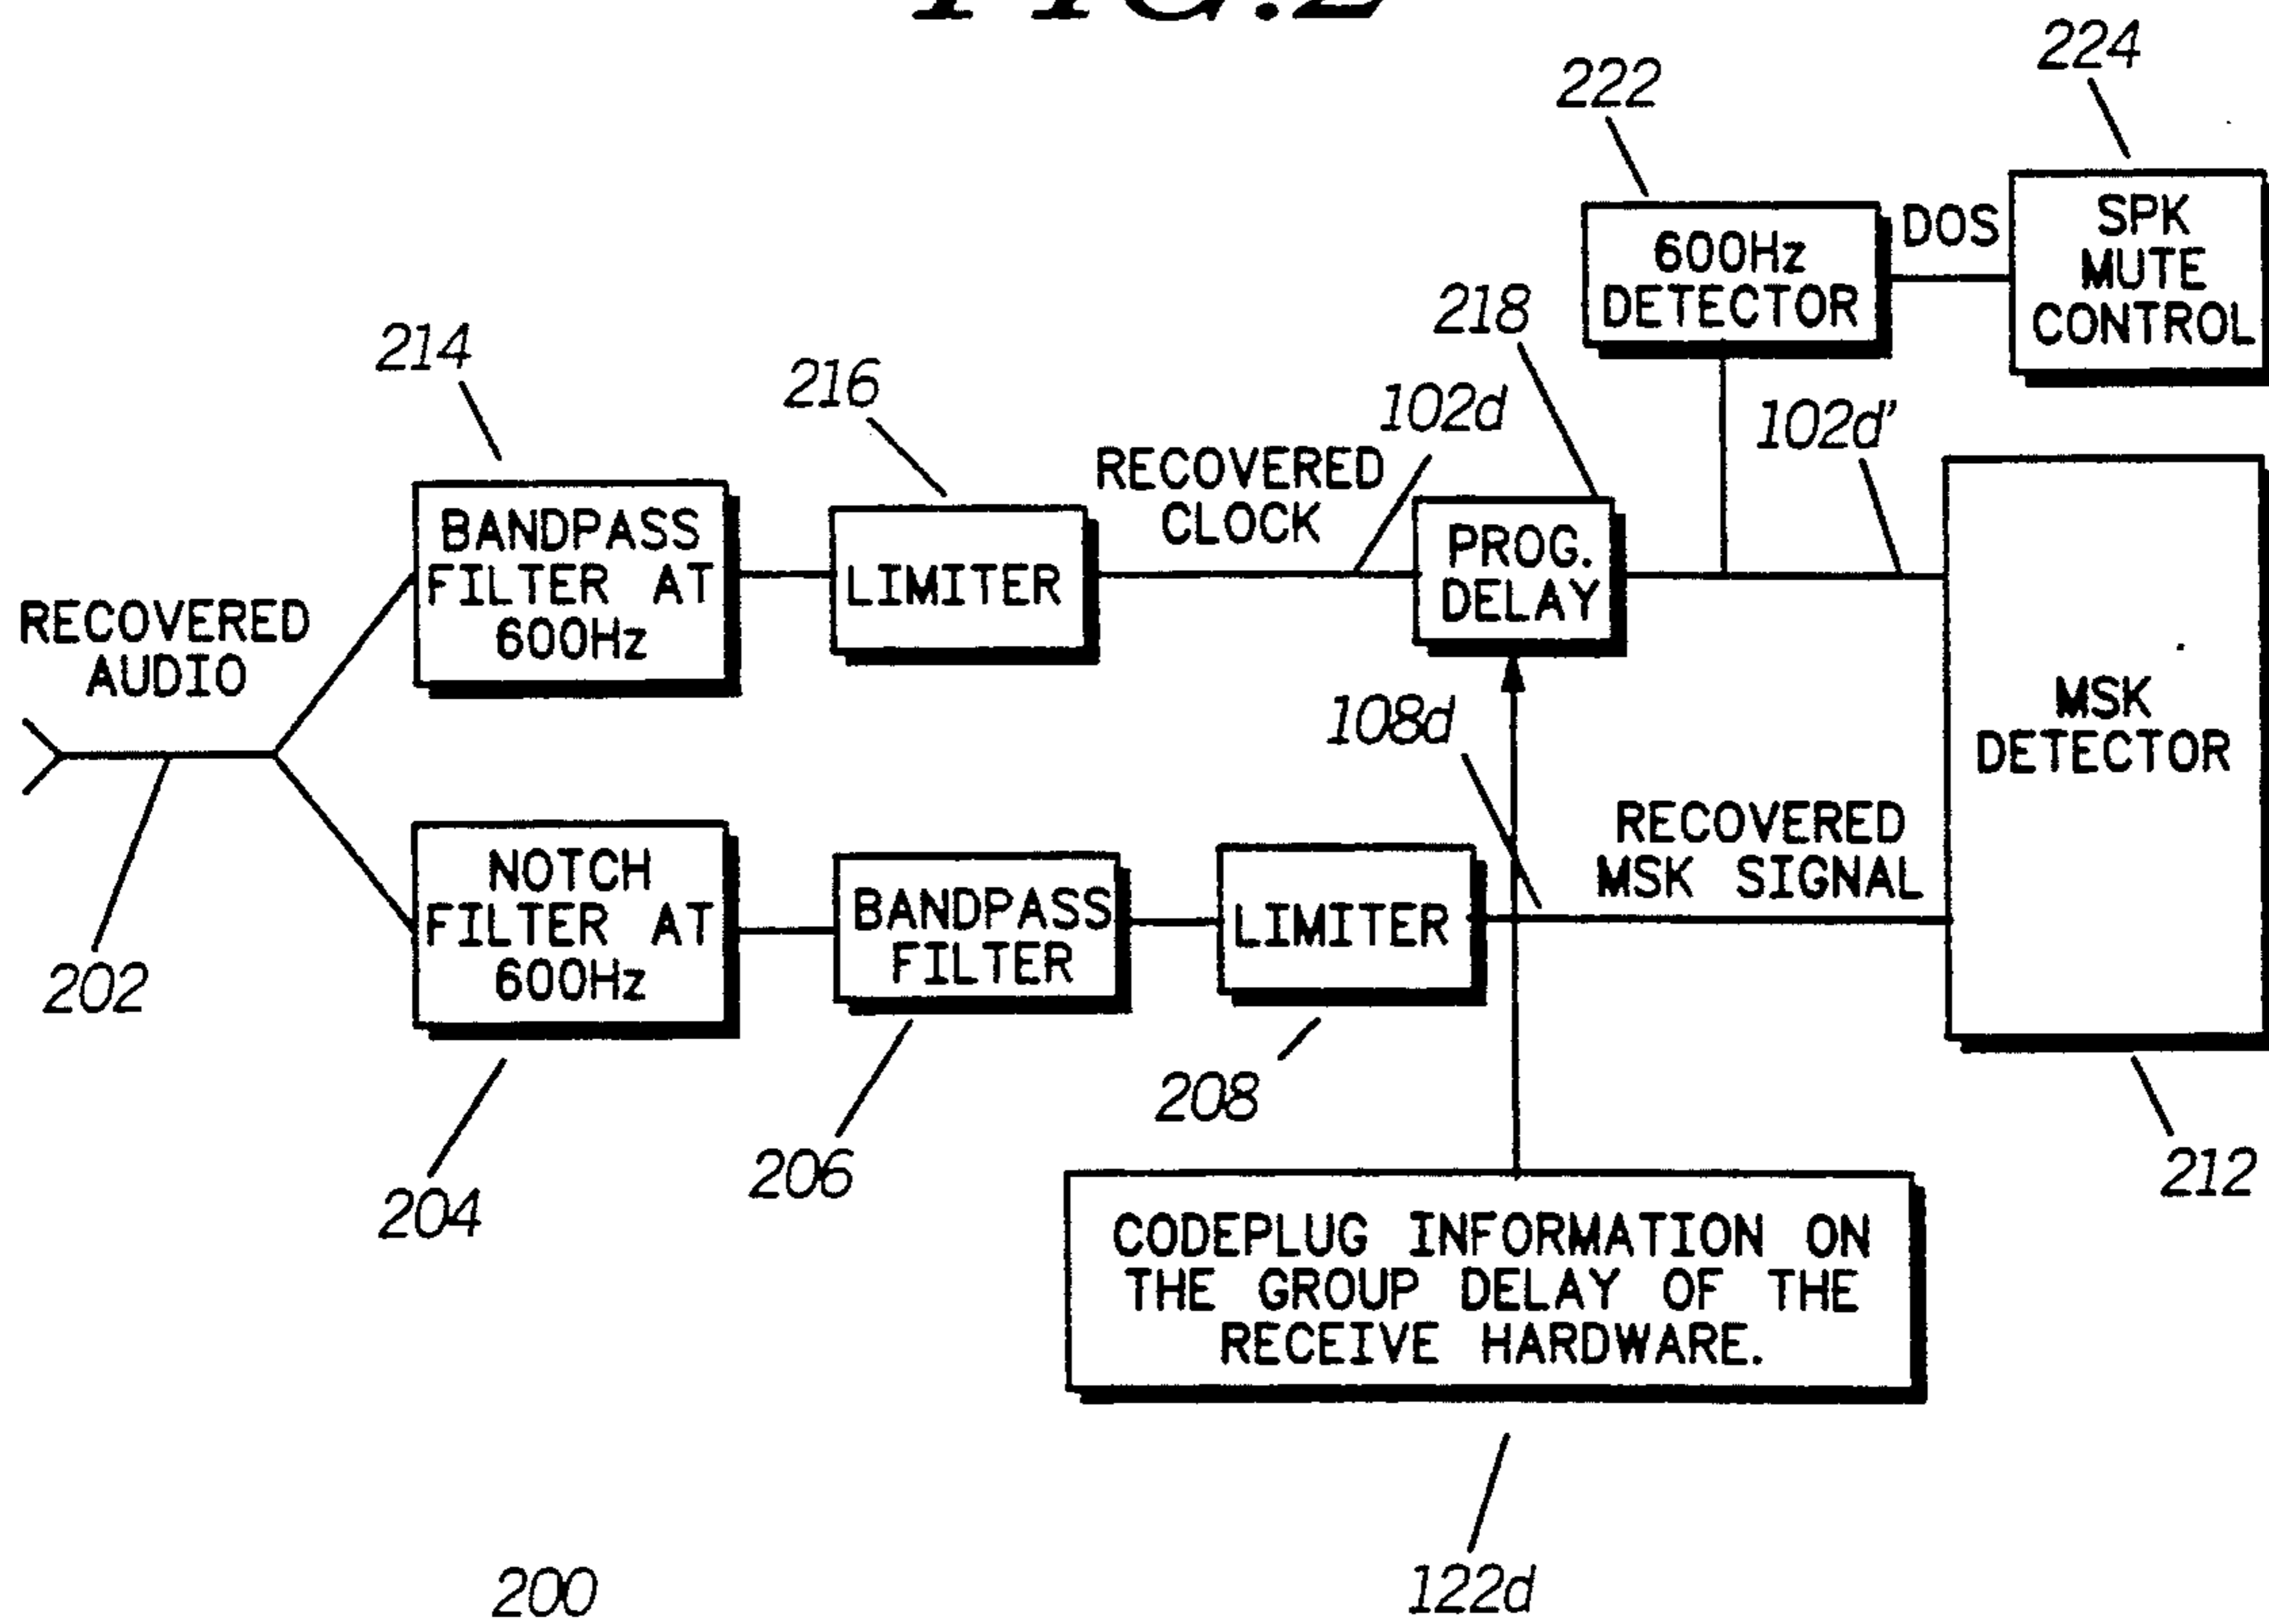 FIG.2
224
222
SPK
MUTE
CONTROL
DOS
600Hz
DETECTOR
218
214
216
102d
102d"
RECOVERED
CLOCK
BANDPASS
FILTER AT
600Hz
LIMITER
PROG.
DELAY
RECOVERED
AUDIO
108d
MSK
DETECTOR
RECOVERED
MSK SIGNAL
NOTCH
FILTER AT
600Hz
BANDPASS
FILTER
LIMITER
202
204
206
208
212
CODEPLUG INFORMATION ON
THE GROUP DELAY OF THE
RECEIVE HARDWARE.
200
122d